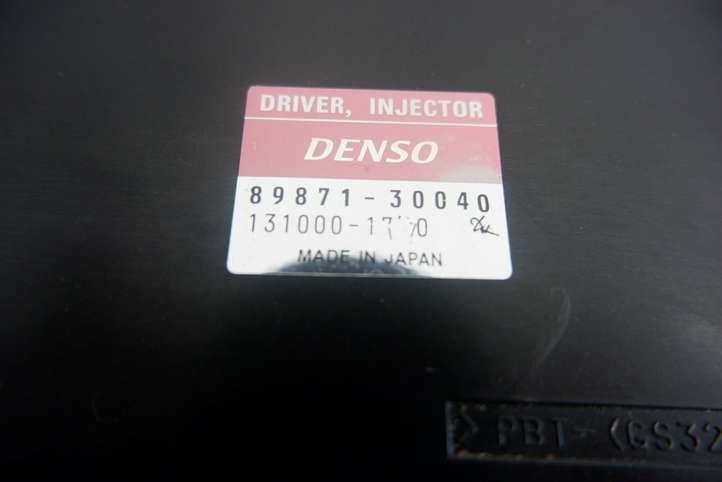 DRIVER, INJECTOR
DENSO
89871-30040
MADE IN JAPAN
>PBT-(GS32